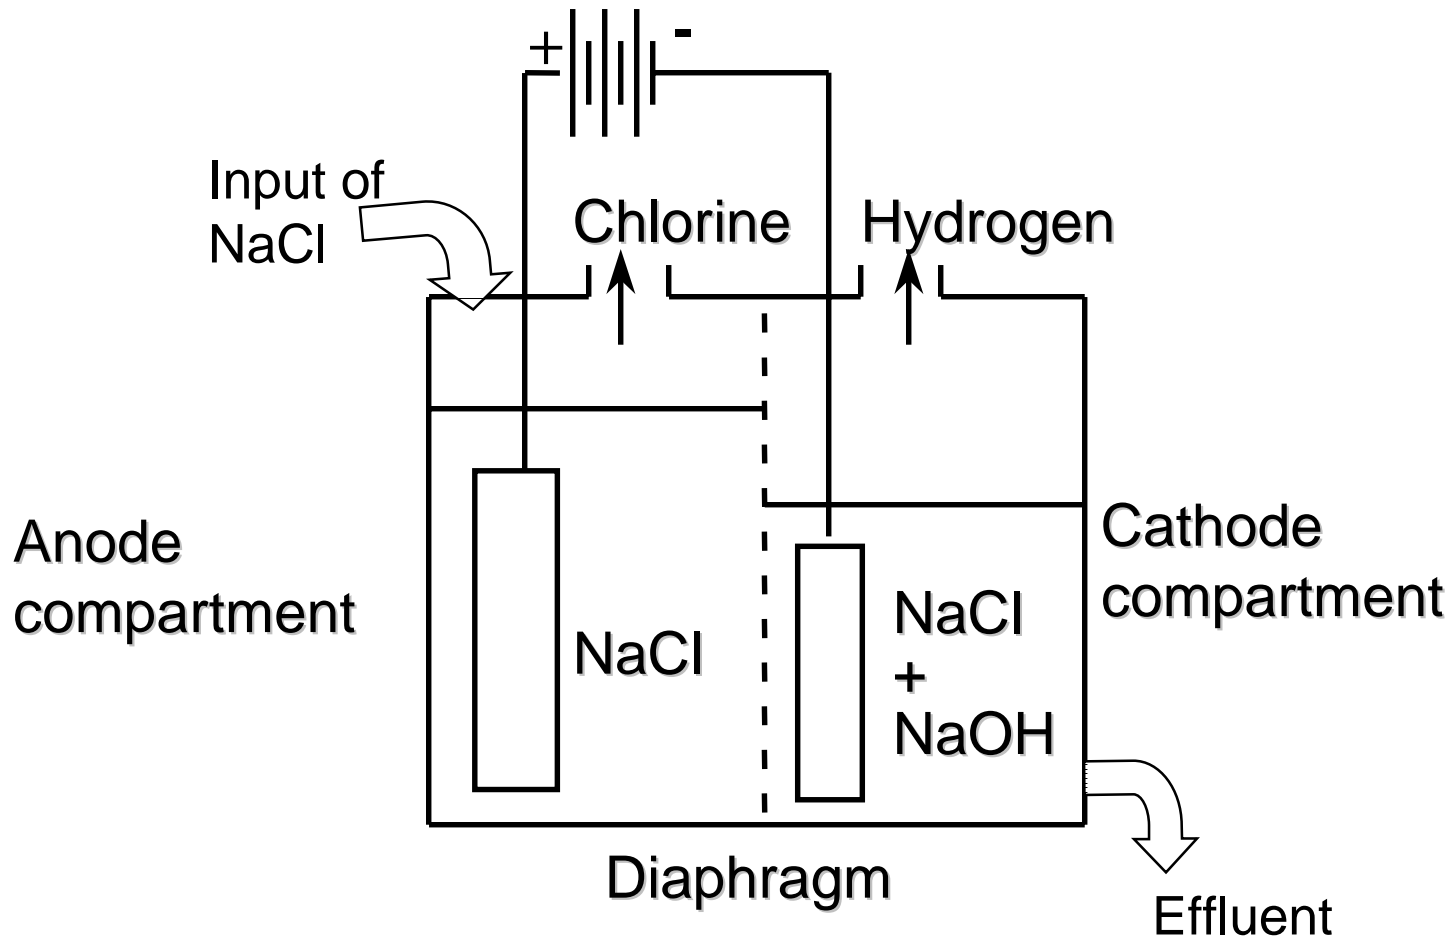 +
-
Input of
NaCl
Chlorine
Hydrogen
Anode
compartment
Cathode
compartment
NaCl
NaCl
+
NaOH
Diaphragm
Effluent